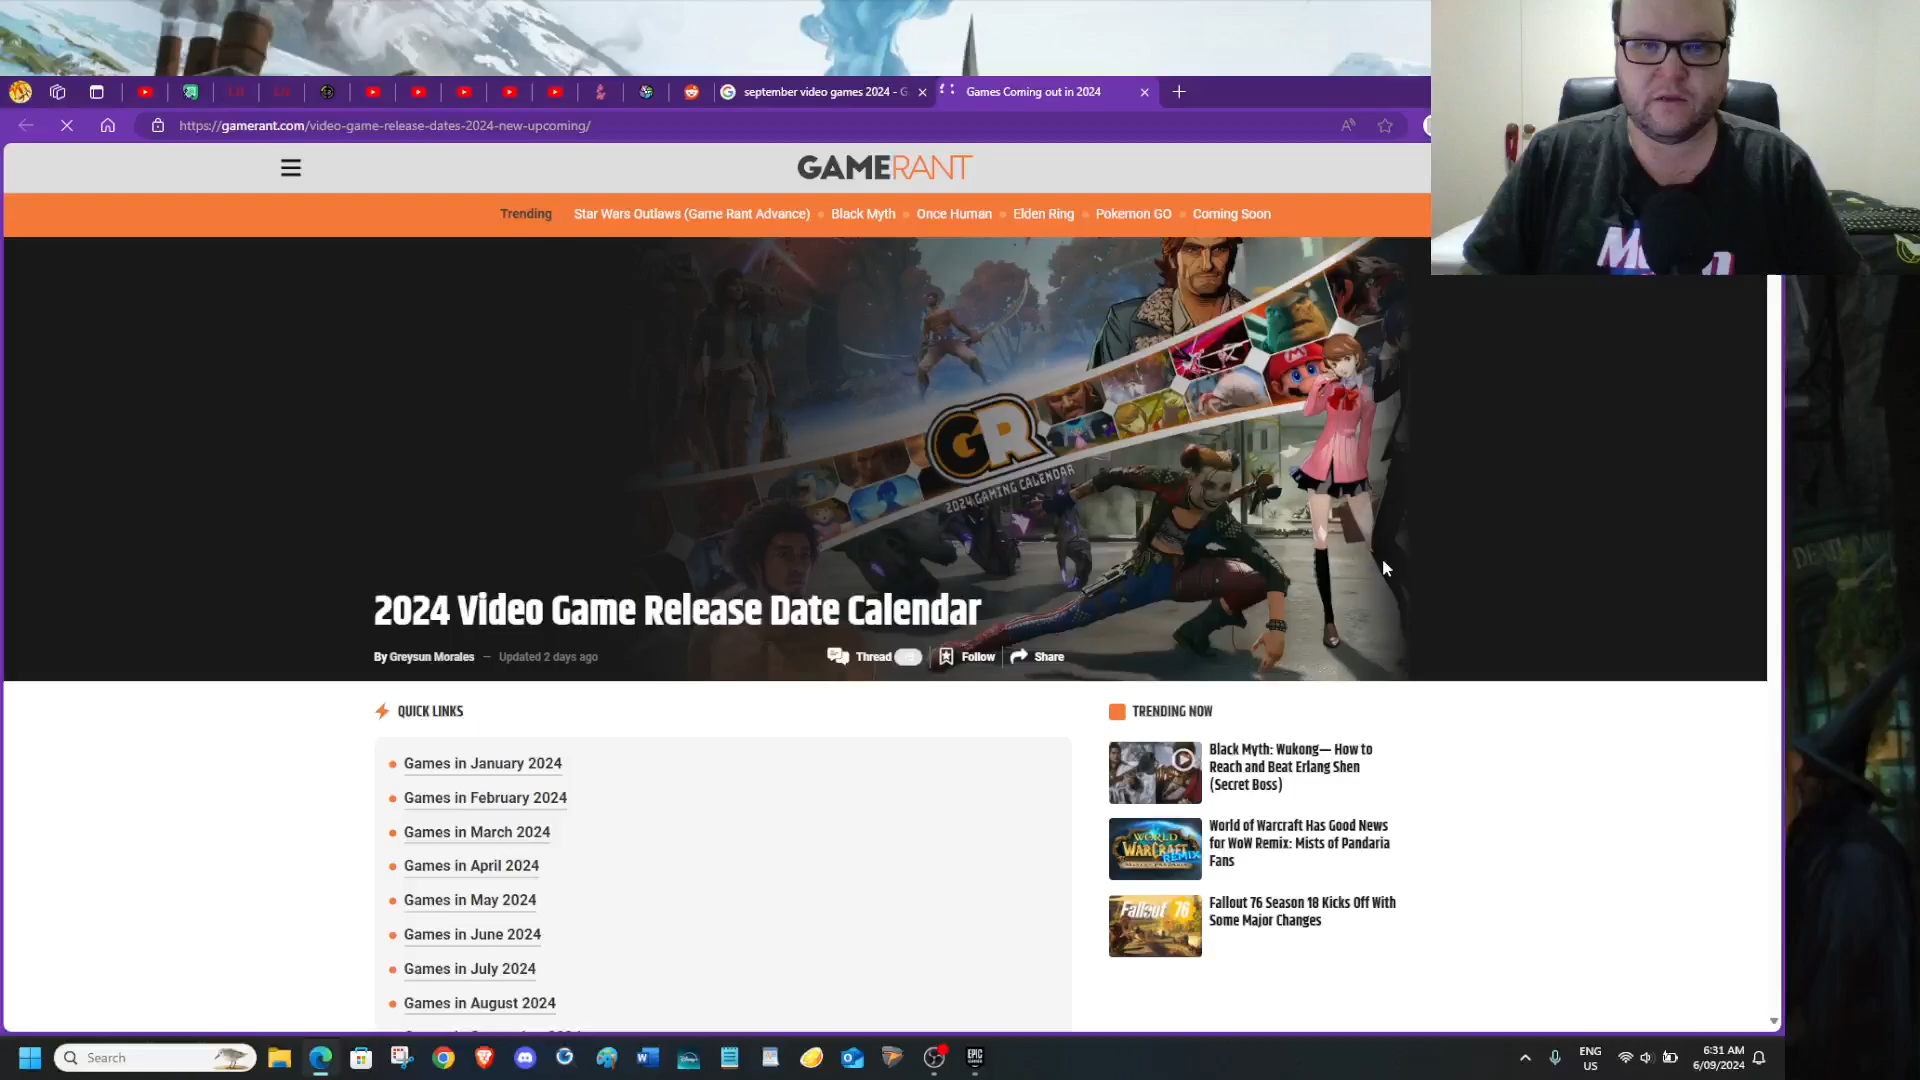 september video games 2024 - G
Games Coming out in 2024
https://gamerant.com/video-game-release-dates-2024-new-upcoming/
GAMERANT
Trending
Star Wars Outlaws (Game Rant Advance)
Black Myth
Once Human
Elden Ring
Pokemon GO
Coming Soon
GR
2024 GAMING CALENDAR
2024 Video Game Release Date Calendar
By Greysun Morales — Updated 2 days ago
Thread
Follow
Share
QUICK LINKS
Games in January 2024
Games in February 2024
Games in March 2024
Games in April 2024
Games in May 2024
Games in June 2024
Games in July 2024
Games in August 2024
TRENDING NOW
Black Myth: Wukong— How to
Reach and Beat Erlang Shen
(Secret Boss)
WORLD
WARCRAFT
REMIX
World of Warcraft Has Good News
for WoW Remix: Mists of Pandaria
Fans
Fallout 76
Fallout 76 Season 18 Kicks Off With
Some Major Changes
Search
EPIC
ENG
US
6:31 AM
6/09/2024